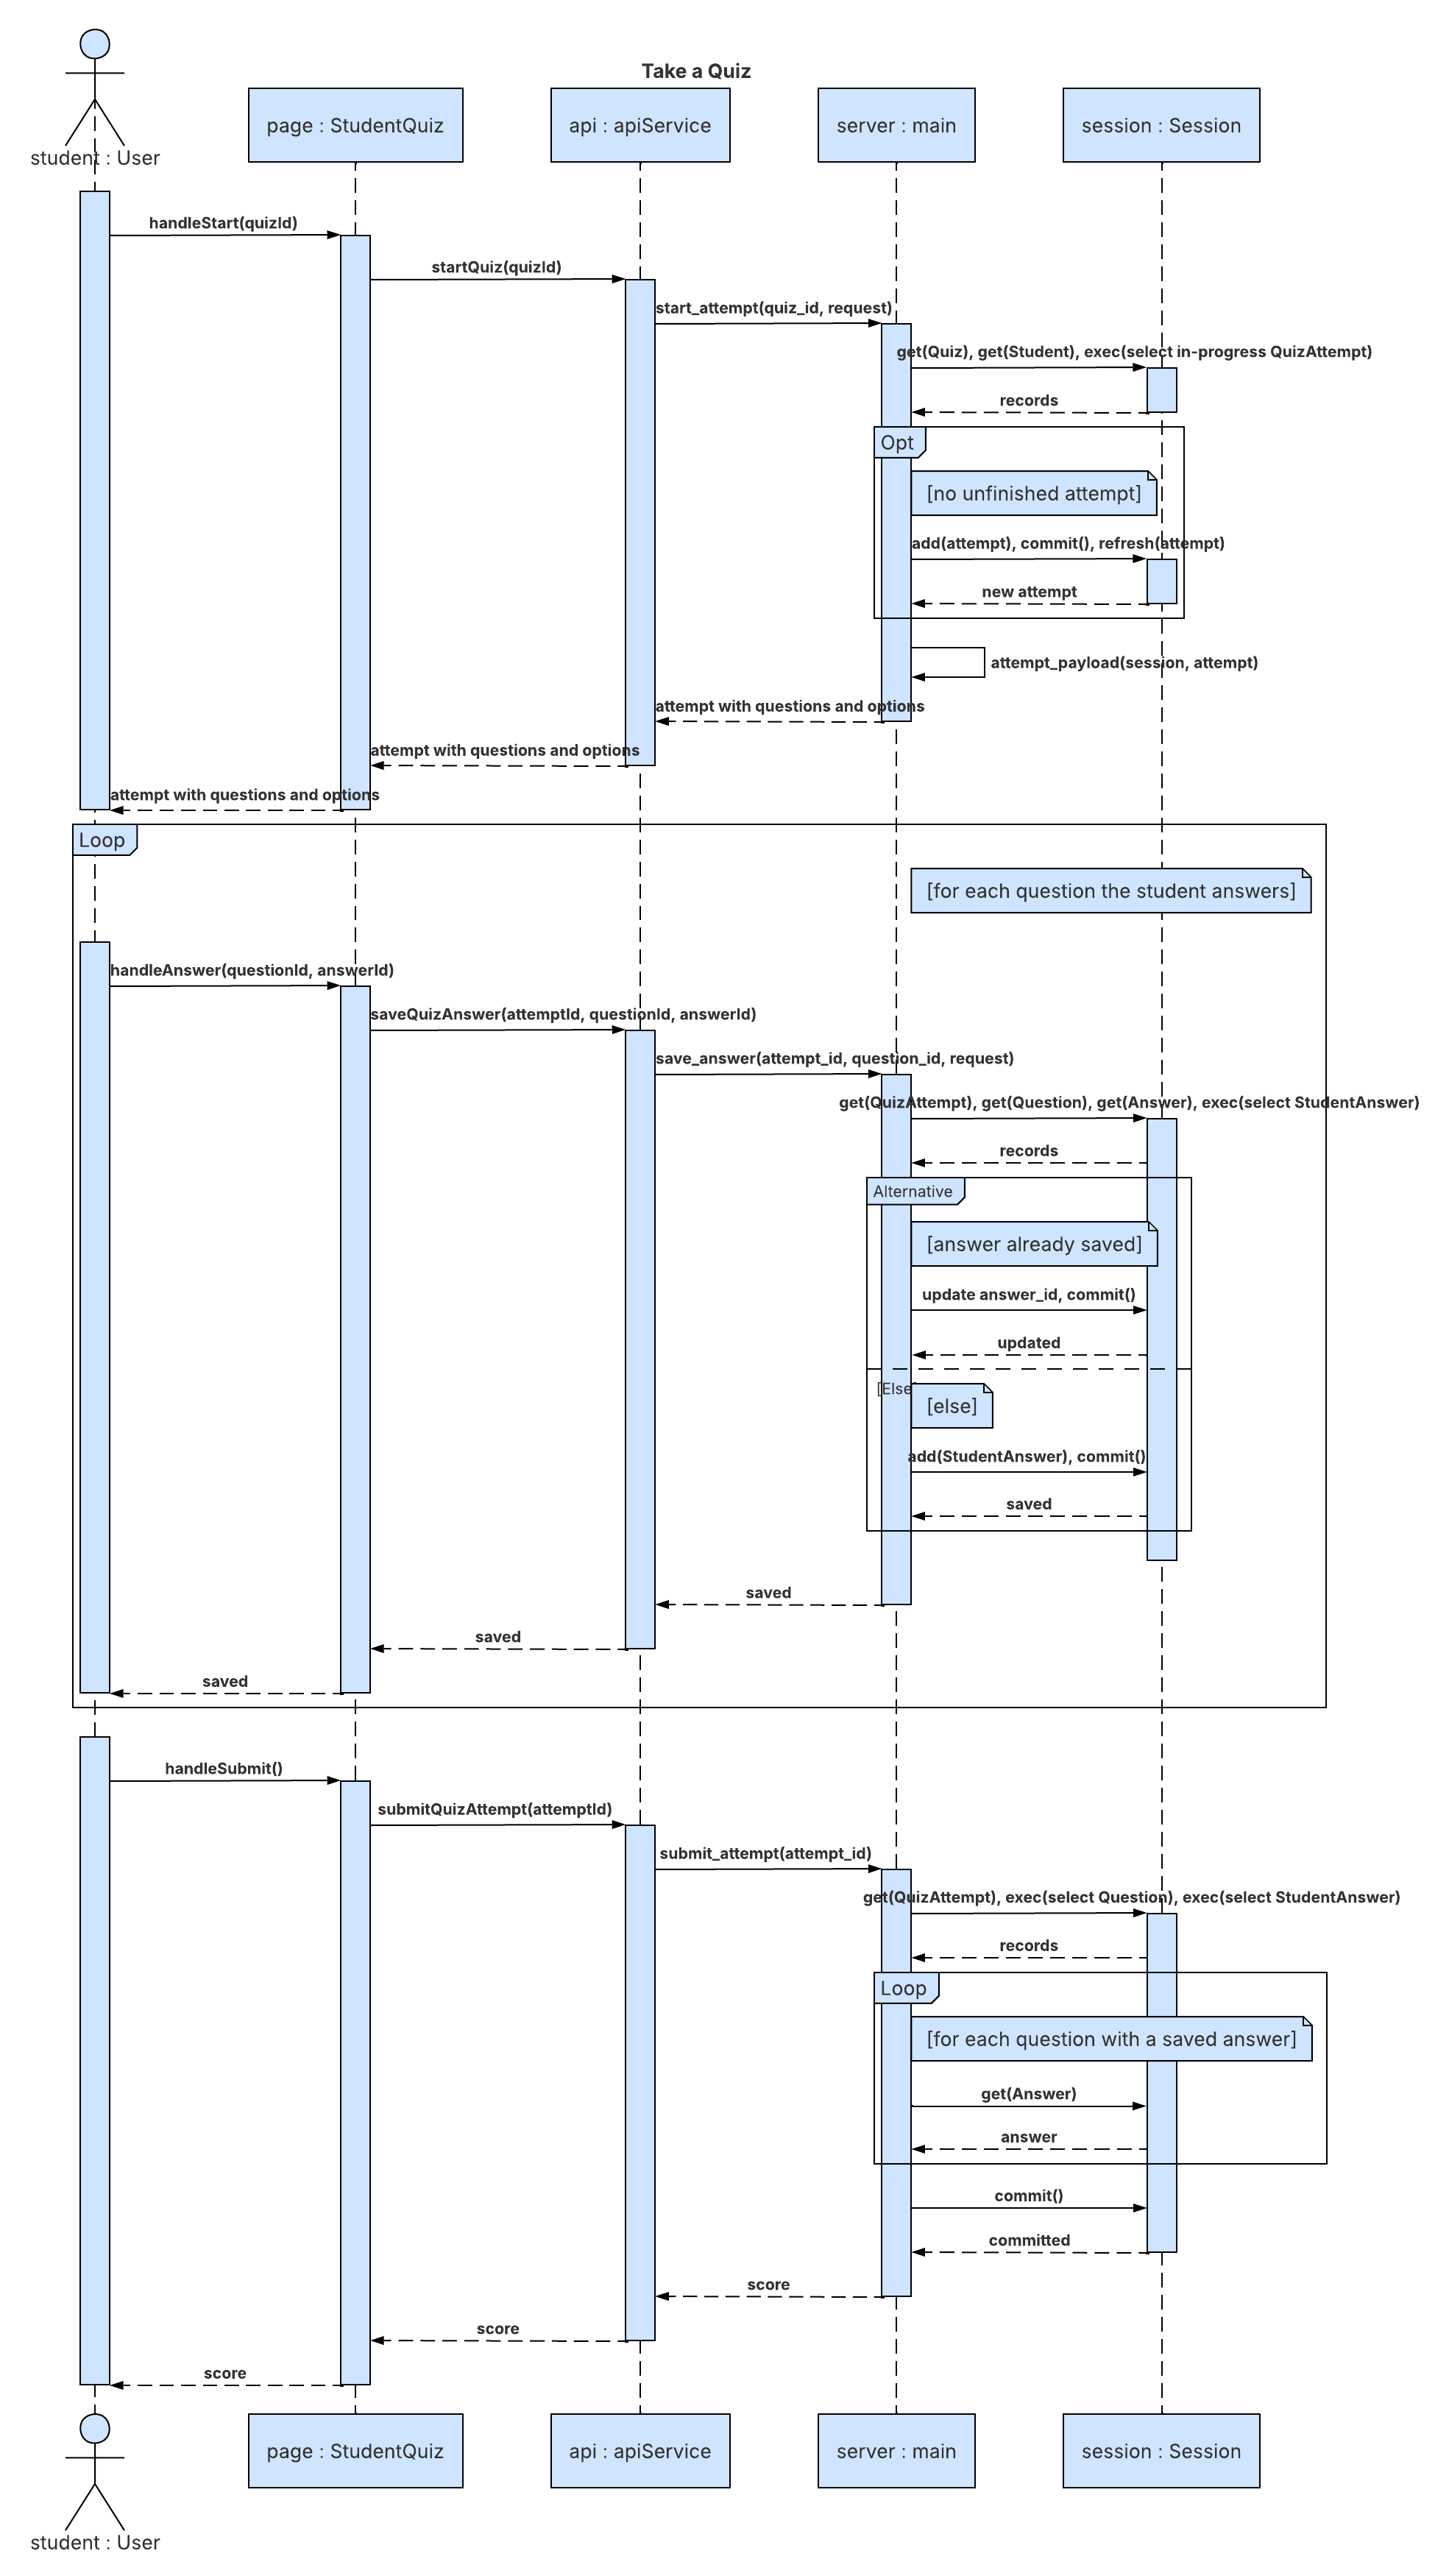 Take a Quiz
student : User
page : StudentQuiz
api : apiService
server : main
session : Session
handleStart(quizId)
startQuiz(quizId)
start_attempt(quiz_id, request)
get(Quiz), get(Student), exec(select in-progress QuizAttempt)
records
Opt
[no unfinished attempt]
add(attempt), commit(), refresh(attempt)
new attempt
attempt_payload(session, attempt)
attempt with questions and options
attempt with questions and options
attempt with questions and options
Loop
[for each question the student answers]
handleAnswer(questionId, answerId)
saveQuizAnswer(attemptId, questionId, answerId)
save_answer(attempt_id, question_id, request)
get(QuizAttempt), get(Question), get(Answer), exec(select StudentAnswer)
records
Alternative
[answer already saved]
update answer_id, commit()
updated
[Else]
[else]
add(StudentAnswer), commit()
saved
saved
saved
saved
handleSubmit()
submitQuizAttempt(attemptId)
submit_attempt(attempt_id)
get(QuizAttempt), exec(select Question), exec(select StudentAnswer)
records
Loop
[for each question with a saved answer]
get(Answer)
answer
commit()
committed
score
score
score
page : StudentQuiz
api : apiService
server : main
session : Session
student : User